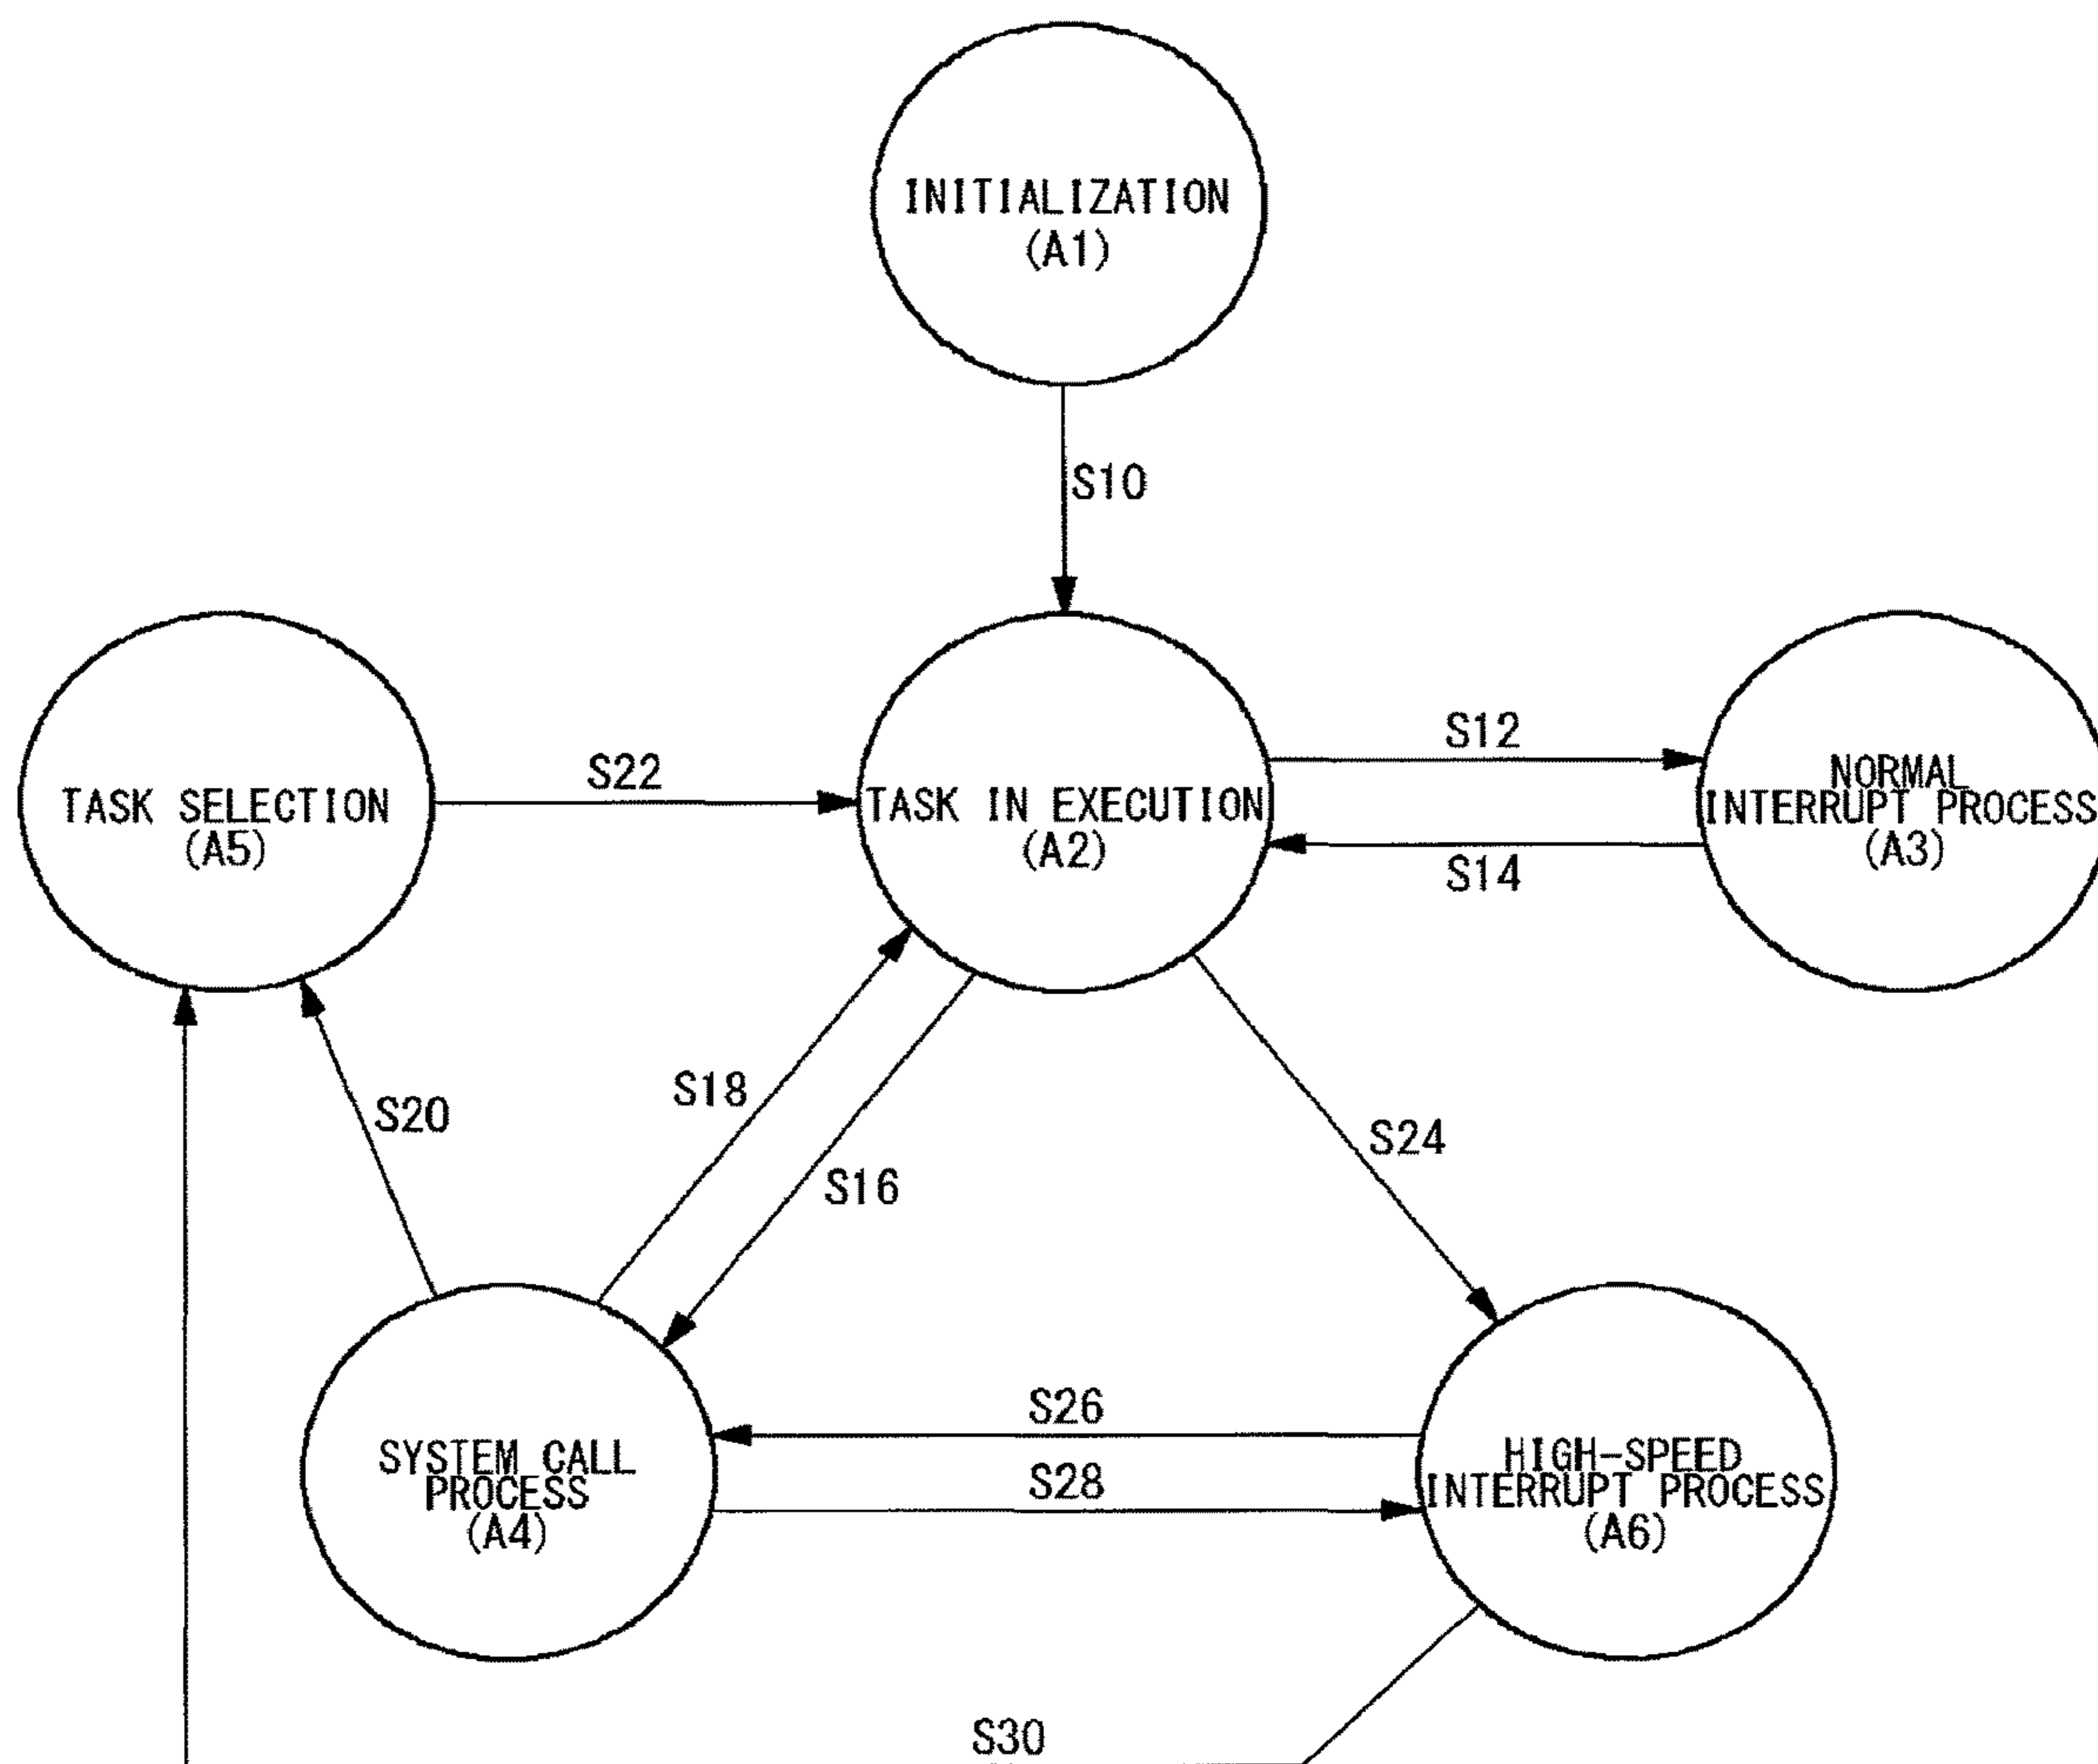 INITIALIZATION
(A1)
S10
TASK SELECTION
(A5)
S22
TASK IN EXECUTION
(A2)
S12
S14
NORMAL
INTERRUPT PROCESS
(A3)
S18
S20
S16
S24
SYSTEM CALL
PROCESS
(A4)
S26
S28
HIGH-SPEED
INTERRUPT PROCESS
(A6)
S30